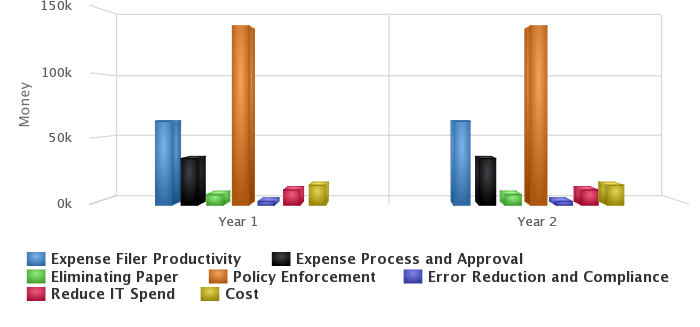 150k
100k
50k
0k
Money
Year 1
Year 2
Expense Filer Productivity
Expense Process and Approval
Eliminating Paper
Policy Enforcement
Error Reduction and Compliance
Reduce IT Spend
Cost